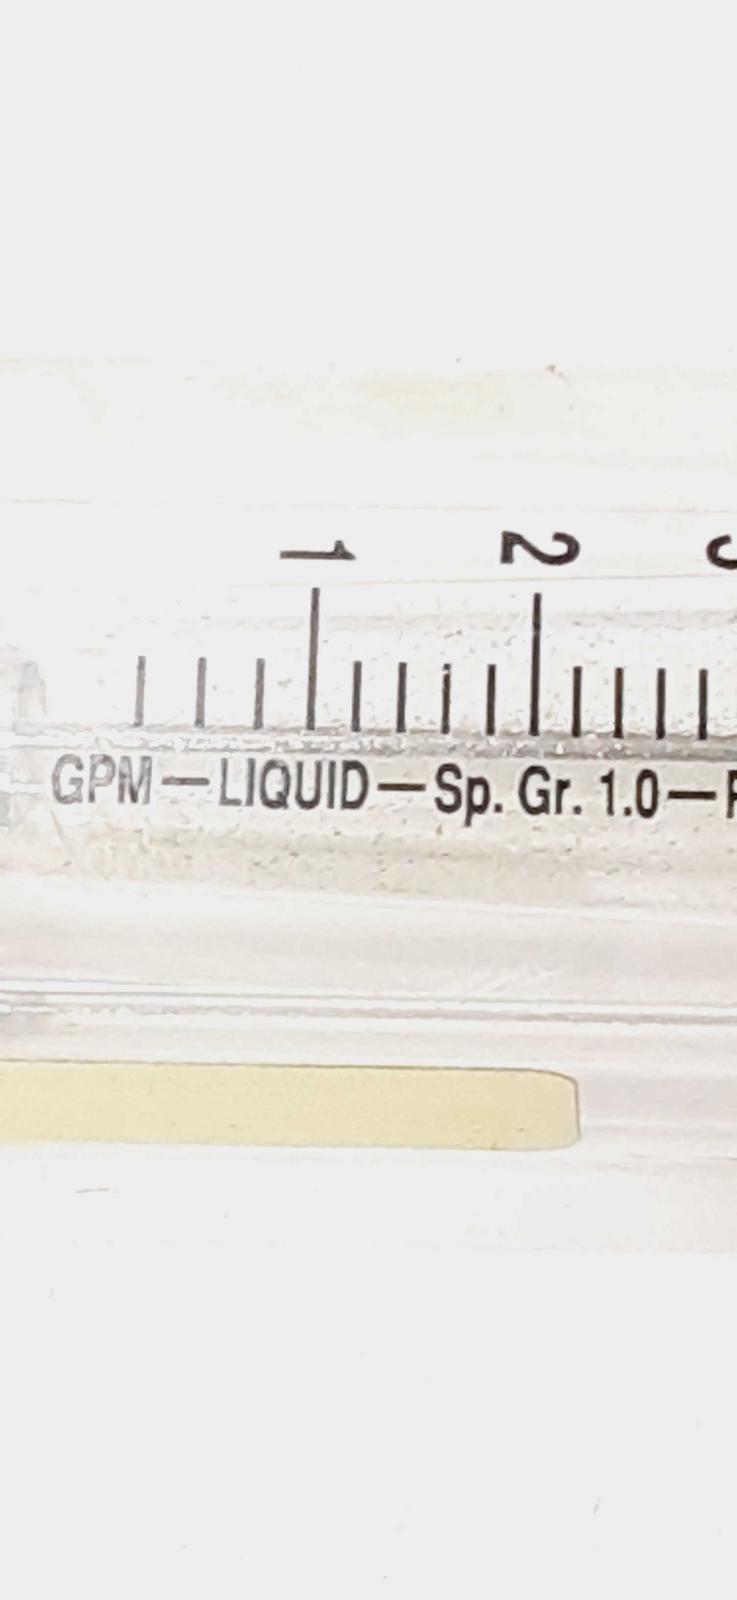 1 2
GPM—LIQUID—Sp. Gr. 1.0—